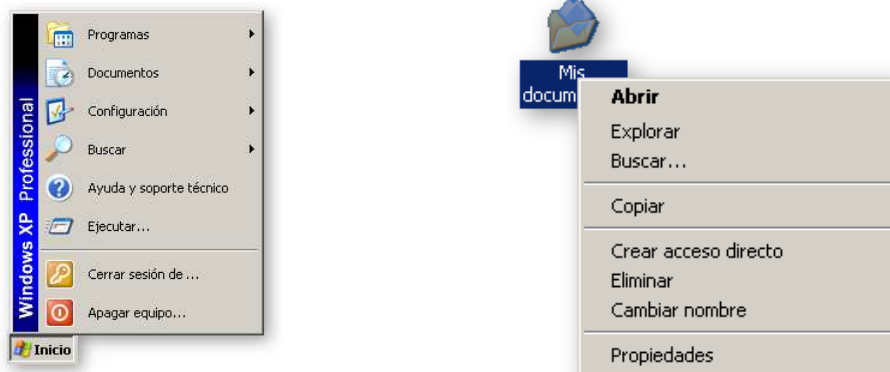 Windows XP Professional
Programas
Documentos
Configuración
Buscar
Ayuda y soporte técnico
Ejecutar...
Cerrar sesión de ...
Apagar equipo...
Inicio
Mis
Abrir
Explorar
Buscar...
Copiar
Crear acceso directo
Eliminar
Cambiar nombre
Propiedades